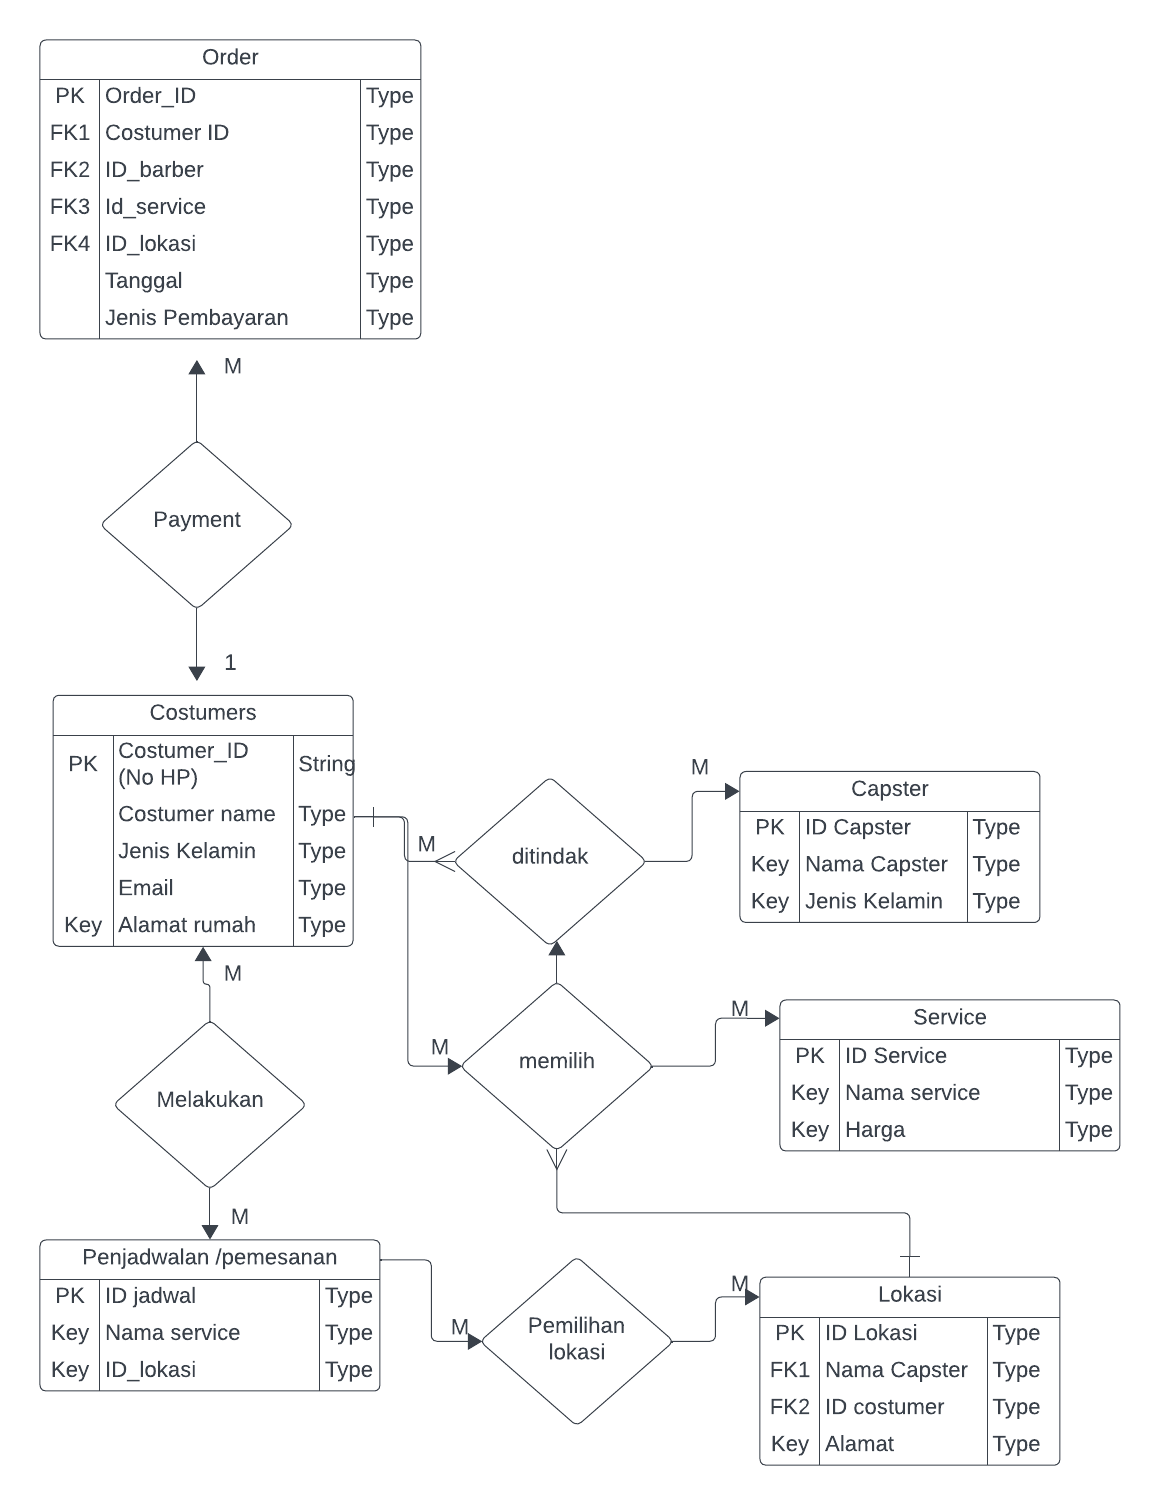 Order
PK Order_ID Type
FK1 Costumer ID Type
FK2 ID_barber Type
FK3 Id_service Type
FK4 ID_lokasi Type
Tanggal Type
Jenis Pembayaran Type
M
Payment
1
Costumers
PK Costumer_ID
(No HP) String
Costumer name Type
Jenis Kelamin Type
Email Type
Key Alamat rumah Type
M
ditindak
M
Capster
PK ID Capster Type
Key Nama Capster Type
Key Jenis Kelamin Type
M
memilih
M
Service
PK ID Service Type
Key Nama service Type
Key Harga Type
M
Melakukan
M
Penjadwalan /pemesanan
PK ID jadwal Type
Key Nama service Type
Key ID_lokasi Type
M
Pemilihan
lokasi
M
Lokasi
PK ID Lokasi Type
FK1 Nama Capster Type
FK2 ID costumer Type
Key Alamat Type